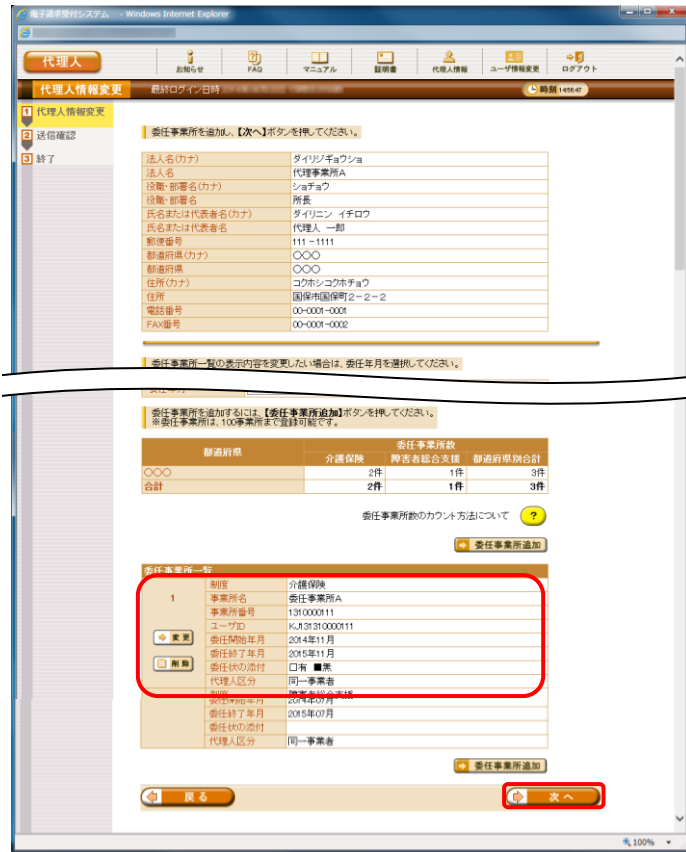 電子請求受付システム - Windows Internet Explorer
代理人
お知らせ FAQ マニュアル 証明書 代理人情報 ユーザ情報変更 ログアウト
代理人情報変更 最終ログイン日時 時刻 14:56:47
1 代理人情報変更
2 送信確認
3 終了
委任事業所を追加し、【次へ】ボタンを押してください。
法人名(カナ) ダイリジギョウショ
法人名 代理事業所A
役職・部署名(カナ) ショチョウ
役職・部署名 所長
氏名または代表者名(カナ) ダイリニン イチロウ
氏名または代表者名 代理人 一郎
郵便番号 111-1111
都道府県(カナ) ○○○
都道府県 ○○○
住所(カナ) コクホシコクホチョウ
住所 国保市国保町2-2-2
電話番号 00-0001-0001
FAX番号 00-0001-0002
委任事業所一覧の表示内容を変更したい場合は、委任年月を選択してください。
委任事業所を追加するには、【委任事業所追加】ボタンを押してください。
※委任事業所は、100事業所まで登録可能です。
都道府県 委任事業所数
介護保険 障害者総合支援 都道府県別合計
○○○ 2件 1件 3件
合計 2件 1件 3件
委任事業所数のカウント方法について ?
委任事業所追加
委任事業所一覧
1 制度 介護保険
事業所名 委任事業所A
事業所番号 1310000111
ユーザID KJ131310000111
変更 委任開始年月 2014年11月
委任終了年月 2015年11月
削除 委任状の添付 □有 ■無
代理人区分 同一事業者
制度 障害者総合支援
委任開始年月 2014年07月
委任終了年月 2015年07月
委任状の添付
代理人区分 同一事業者
委任事業所追加
戻る 次へ
100%